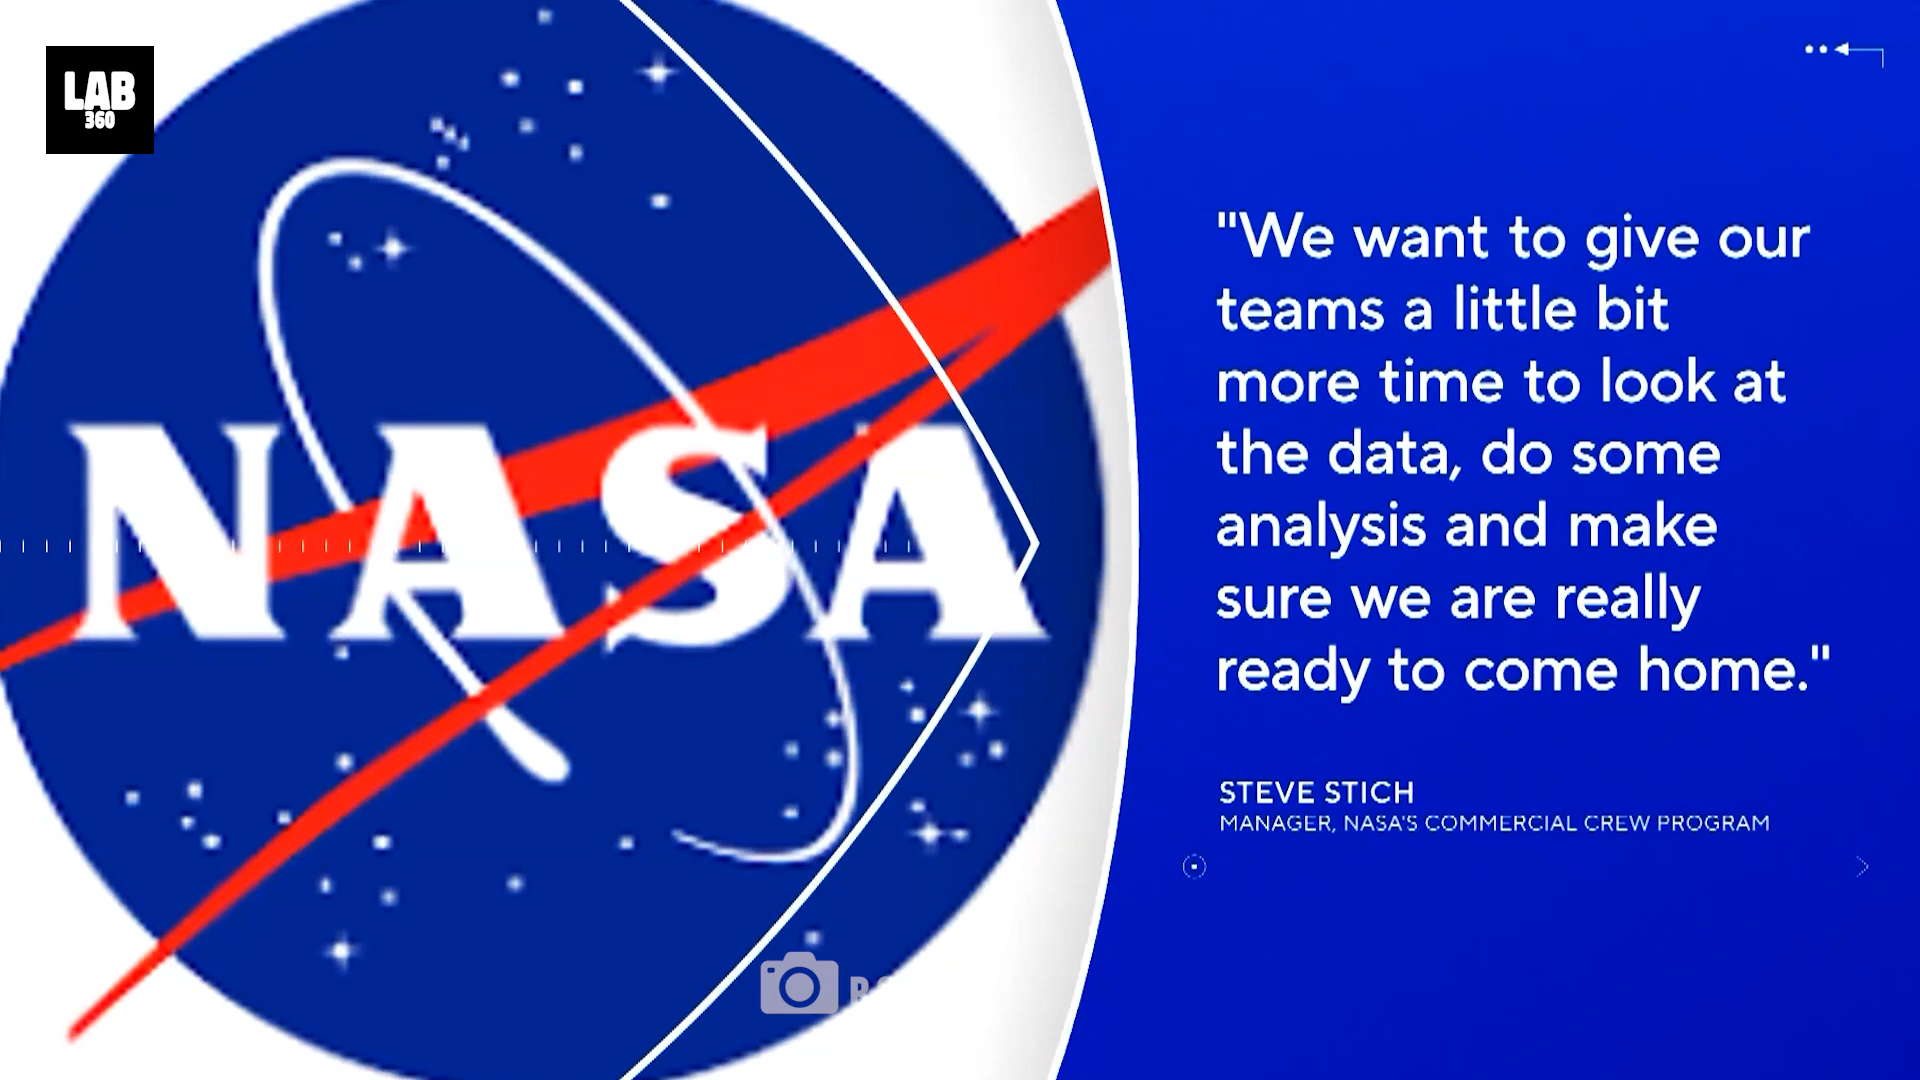 LAB
360
NASA
"We want to give our
teams a little bit
more time to look at
the data, do some
analysis and make
sure we are really
ready to come home."
STEVE STICH
MANAGER, NASA'S COMMERCIAL CREW PROGRAM